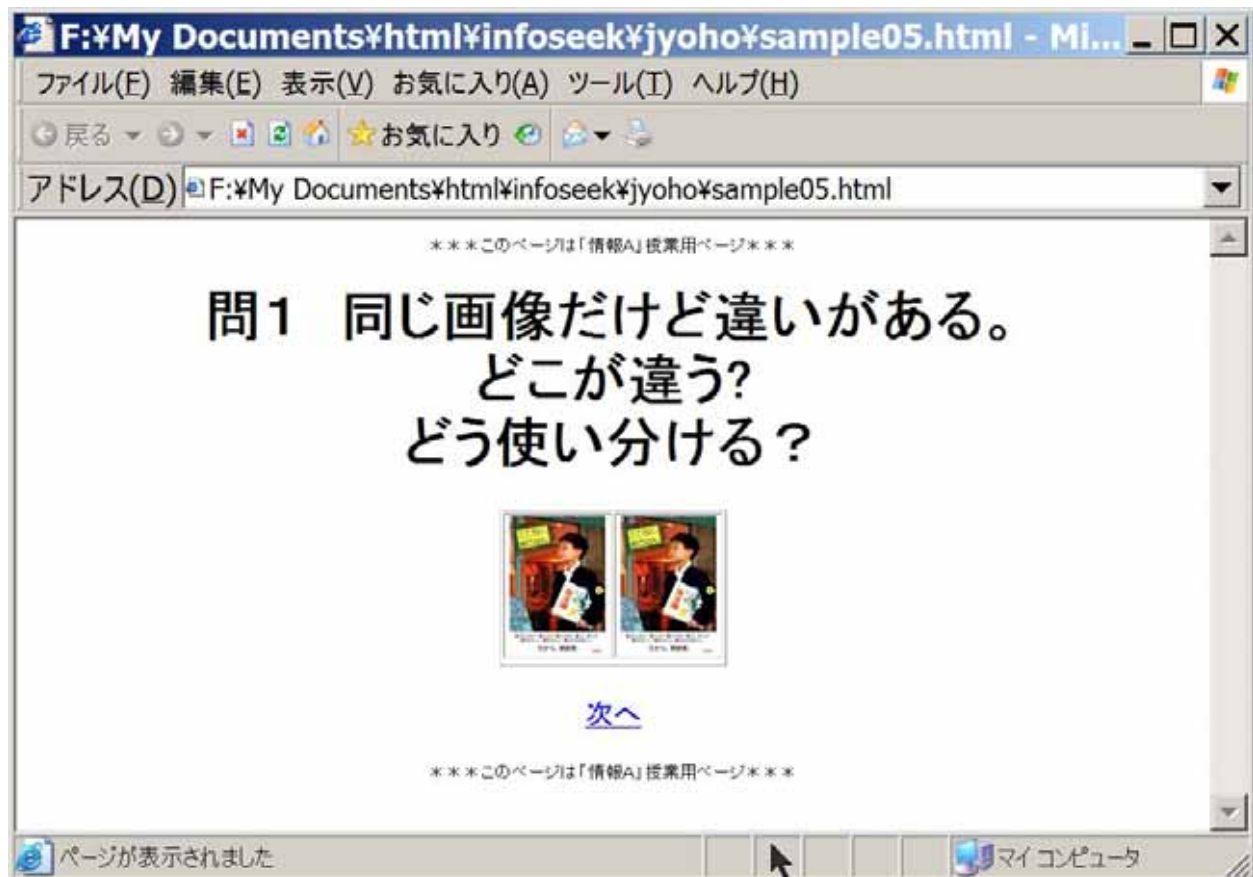 F:¥My Documents¥html¥infoseek¥jyoho¥sample05.html - Mi...
ファイル(F) 編集(E) 表示(V) お気に入り(A) ツール(T) ヘルプ(H)
戻る お気に入り
アドレス(D) F:¥My Documents¥html¥infoseek¥jyoho¥sample05.html
＊＊＊このページは「情報A」授業用ページ＊＊＊
問1　同じ画像だけど違いがある。
どこが違う?
どう使い分ける？
次へ
＊＊＊このページは「情報A」授業用ページ＊＊＊
ページが表示されました マイ コンピュータ